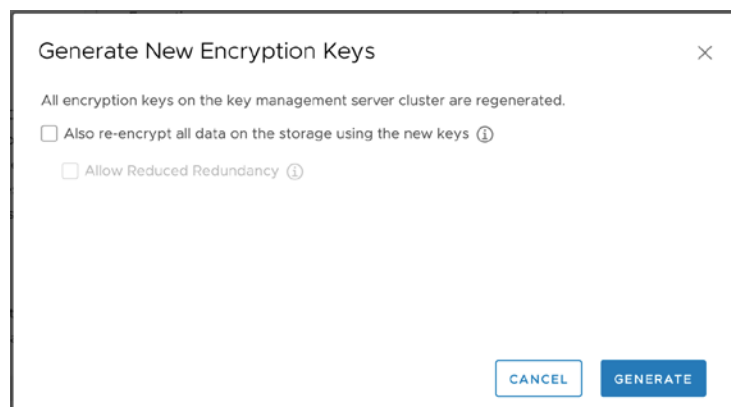 Generate New Encryption Keys
All encryption keys on the key management server cluster are regenerated.
Also re-encrypt all data on the storage using the new keys
Allow Reduced Redundancy
CANCEL
GENERATE